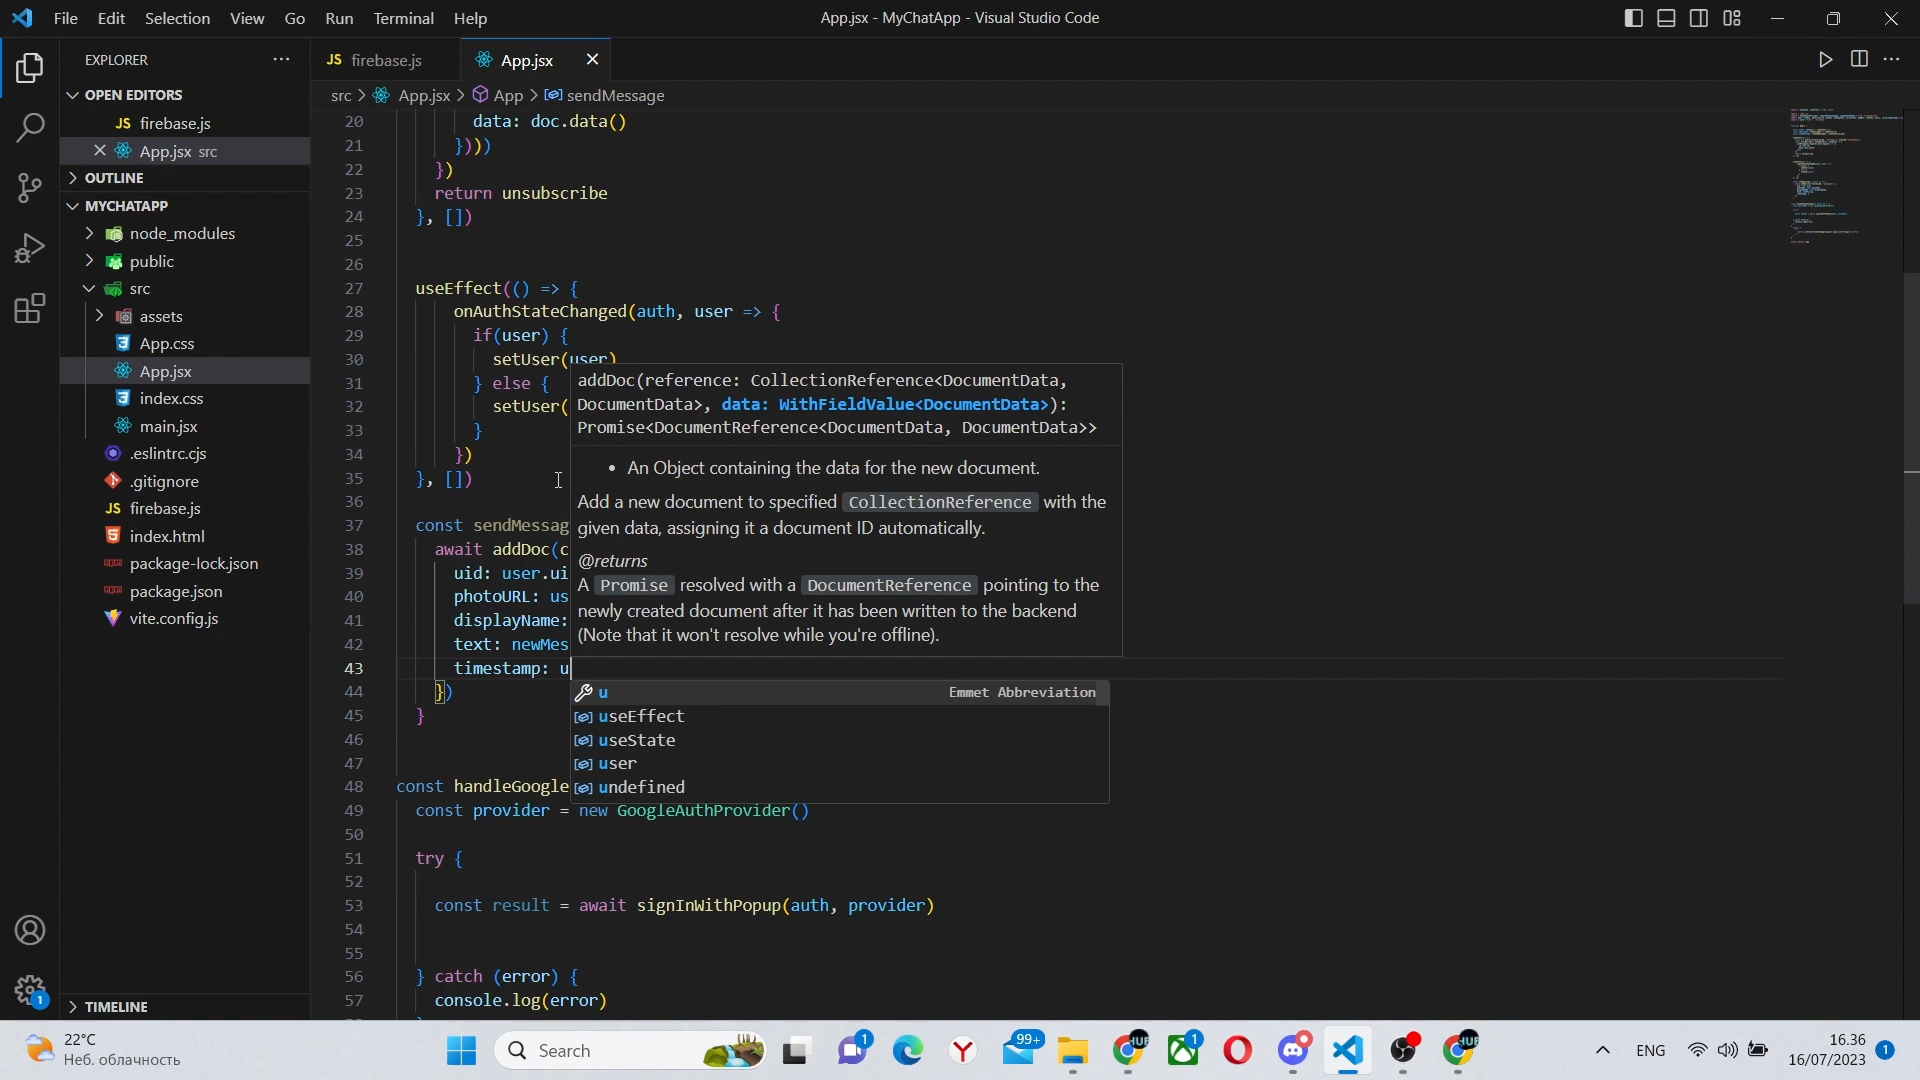 File Edit Selection View Go Run Terminal Help
App.jsx - MyChatApp - Visual Studio Code
EXPLORER
OPEN EDITORS
JS firebase.js
App.jsx src
OUTLINE
MYCHATAPP
node_modules
public
src
assets
App.css
App.jsx
index.css
main.jsx
.eslintrc.cjs
.gitignore
JS firebase.js
index.html
package-lock.json
package.json
vite.config.js
TIMELINE
JS firebase.js
App.jsx
src > App.jsx > App > sendMessage
20 data: doc.data()
21 })))
22 })
23 return unsubscribe
24 }, [])
25
26
27 useEffect(() => {
28 onAuthStateChanged(auth, user => {
29 if(user) {
30 setUser(user)
31 } else {
32 setUser(
33 }
34 })
35 }, [])
36
37 const sendMessag
38 await addDoc(c
39 uid: user.ui
40 photoURL: us
41 displayName:
42 text: newMes
43 timestamp: u
44 })
45 }
46
47
48 const handleGoogle
49 const provider = new GoogleAuthProvider()
50
51 try {
52
53 const result = await signInWithPopup(auth, provider)
54
55
56 } catch (error) {
57 console.log(error)
addDoc(reference: CollectionReference<DocumentData,
DocumentData>, data: WithFieldValue<DocumentData>):
Promise<DocumentReference<DocumentData, DocumentData>>
• An Object containing the data for the new document.
Add a new document to specified CollectionReference with the
given data, assigning it a document ID automatically.
@returns
A Promise resolved with a DocumentReference pointing to the
newly created document after it has been written to the backend
(Note that it won't resolve while you're offline).
u Emmet Abbreviation
useEffect
useState
user
undefined
1
22°C
Неб. облачность
Search
1
99+
HUB
1
HUB
ENG
16.36
16/07/2023
1